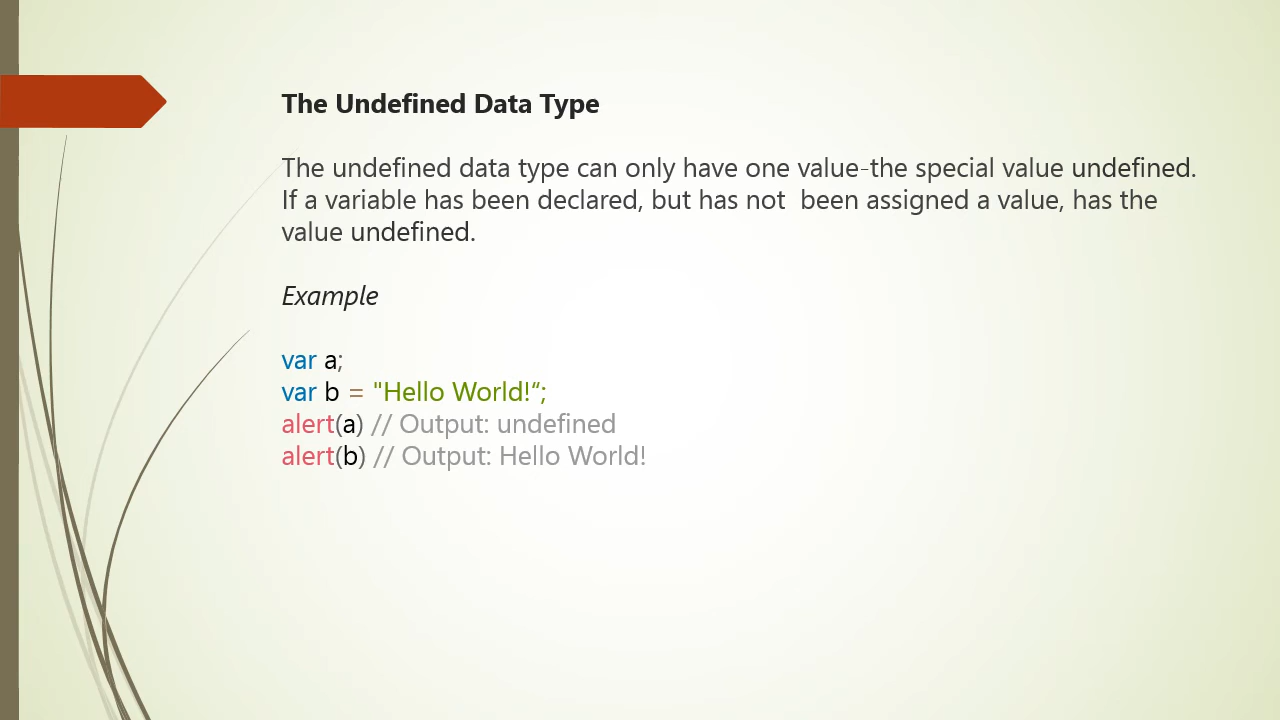 The Undefined Data Type
The undefined data type can only have one value-the special value undefined.
If a variable has been declared, but has not  been assigned a value, has the
value undefined.
Example
var a;
var b = "Hello World!“;
alert(a) // Output: undefined
alert(b) // Output: Hello World!